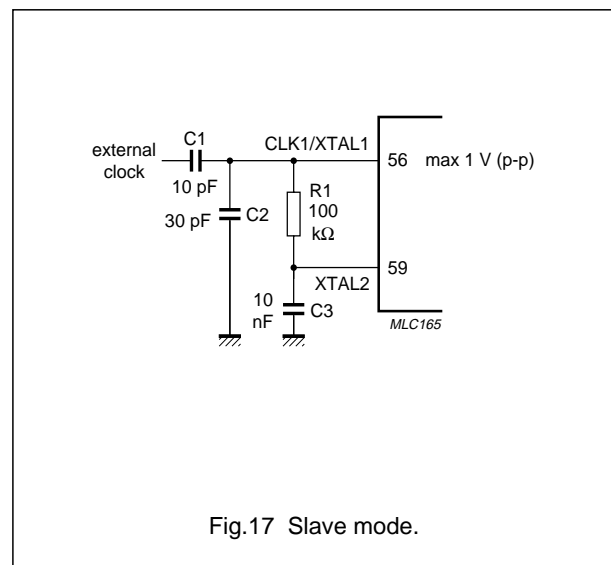 external
clock
C1
10 pF
30 pF
C2
CLK1/XTAL1
R1
100
kΩ
56
max 1 V (p-p)
59
XTAL2
10
nF
C3
MLC165
Fig.17 Slave mode.